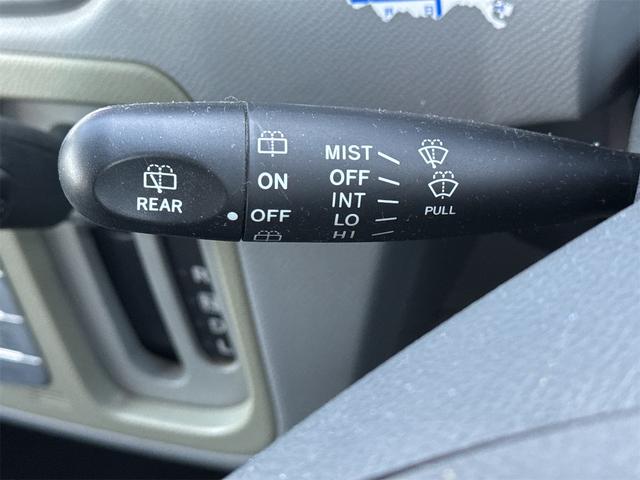 REAR
ON
OFF
MIST
OFF
INT
LO
HI
PULL